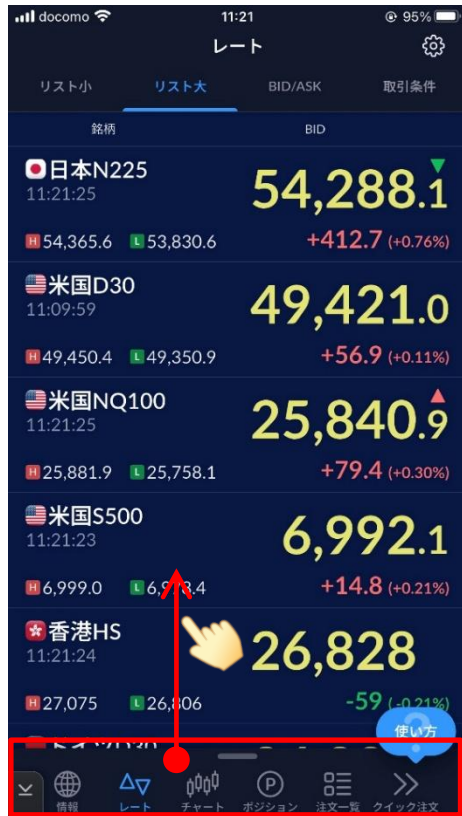 docomo 11:21 95%
レート
リスト小 リスト大 BID/ASK 取引条件
銘柄 BID
日本N225 54,288.1
11:21:25
H 54,365.6 L 53,830.6 +412.7 (+0.76%)
米国D30 49,421.0
11:09:59
H 49,450.4 L 49,350.9 +56.9 (+0.11%)
米国NQ100 25,840.9
11:21:25
H 25,881.9 L 25,758.1 +79.4 (+0.30%)
米国S500 6,992.1
11:21:23
H 6,999.0 L +14.8 (+0.21%)
香港HS 26,828
11:21:24
H 27,075 L 26,806 -59 (-0.21%)
使い方
P
情報 レート チャート ポジション 注文一覧 クイック注文